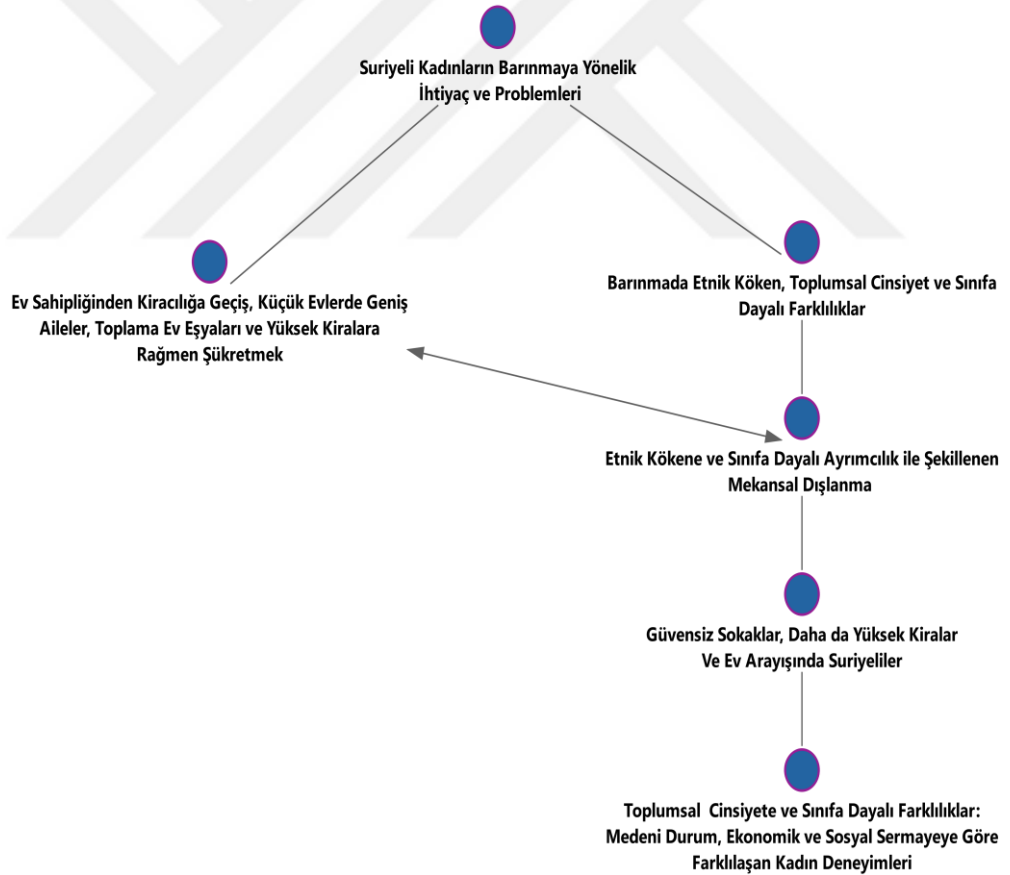 Suriyeli Kadınların Barınmaya Yönelik
İhtiyaç ve Problemleri
Ev Sahipliğinden Kiracılığa Geçiş, Küçük Evlerde Geniş
Aileler, Toplama Ev Eşyaları ve Yüksek Kiralara
Rağmen Şükretmek
Barınmada Etnik Köken, Toplumsal Cinsiyet ve Sınıfa
Dayalı Farklılıklar
Etnik Kökene ve Sınıfa Dayalı Ayrımcılık ile Şekillenen
Mekansal Dışlanma
Güvensiz Sokaklar, Daha da Yüksek Kiralar
Ve Ev Arayışında Suriyeliler
Toplumsal  Cinsiyete ve Sınıfa Dayalı Farklılıklar:
Medeni Durum, Ekonomik ve Sosyal Sermayeye Göre
Farklılaşan Kadın Deneyimleri